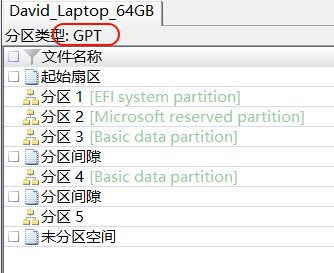 David_Laptop_64GB
分区类型: GPT
文件名称
起始扇区
分区 1 [EFI system partition]
分区 2 [Microsoft reserved partition]
分区 3 [Basic data partition]
分区间隙
分区 4 [Basic data partition]
分区间隙
分区 5
未分区空间